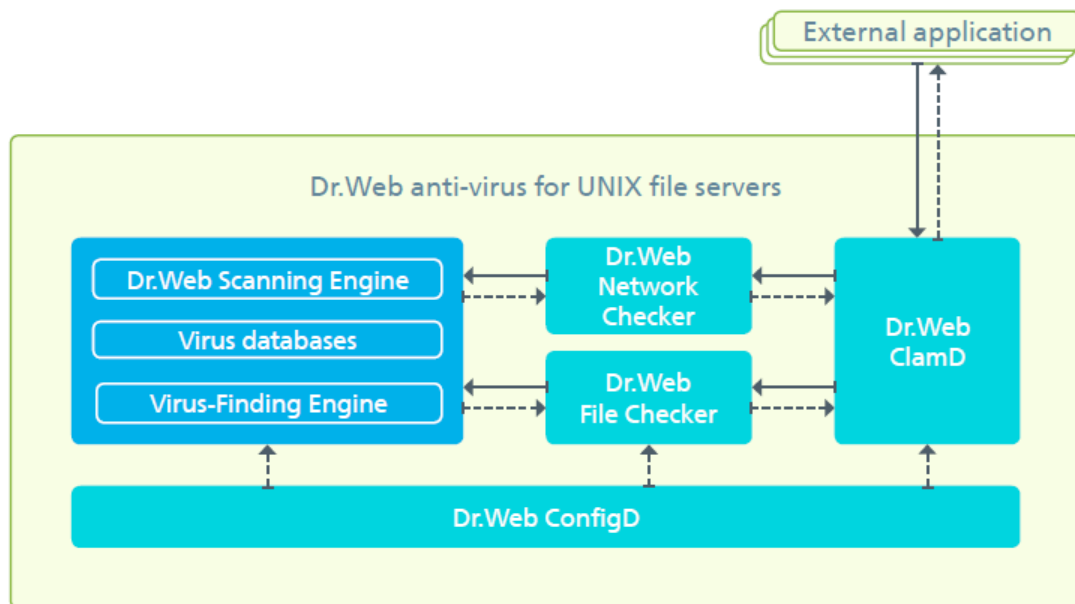 External application
Dr.Web anti-virus for UNIX file servers
Dr.Web Scanning Engine
Virus databases
Virus-Finding Engine
Dr.Web
Network
Checker
Dr.Web
File Checker
Dr.Web
ClamD
Dr.Web ConfigD